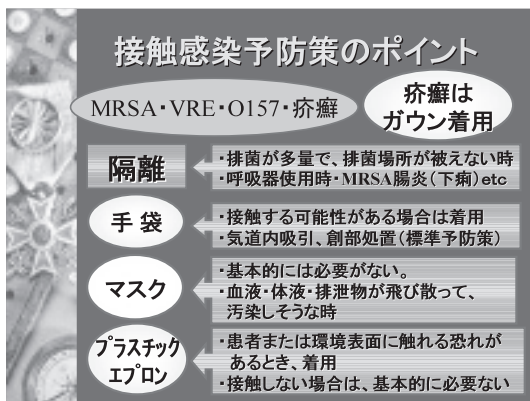 接触感染予防策のポイント
MRSA・VRE・O157・疥癬
疥癬は
ガウン着用
隔離
・排菌が多量で、排菌場所が被えない時
・呼吸器使用時・MRSA腸炎（下痢）etc
手袋
・接触する可能性がある場合は着用
・気道内吸引、創部処置（標準予防策）
マスク
・基本的には必要がない。
・血液・体液・排泄物が飛び散って、
汚染しそうな時
プラスチック
エプロン
・患者または環境表面に触れる恐れが
あるとき、着用
・接触しない場合は、基本的に必要ない